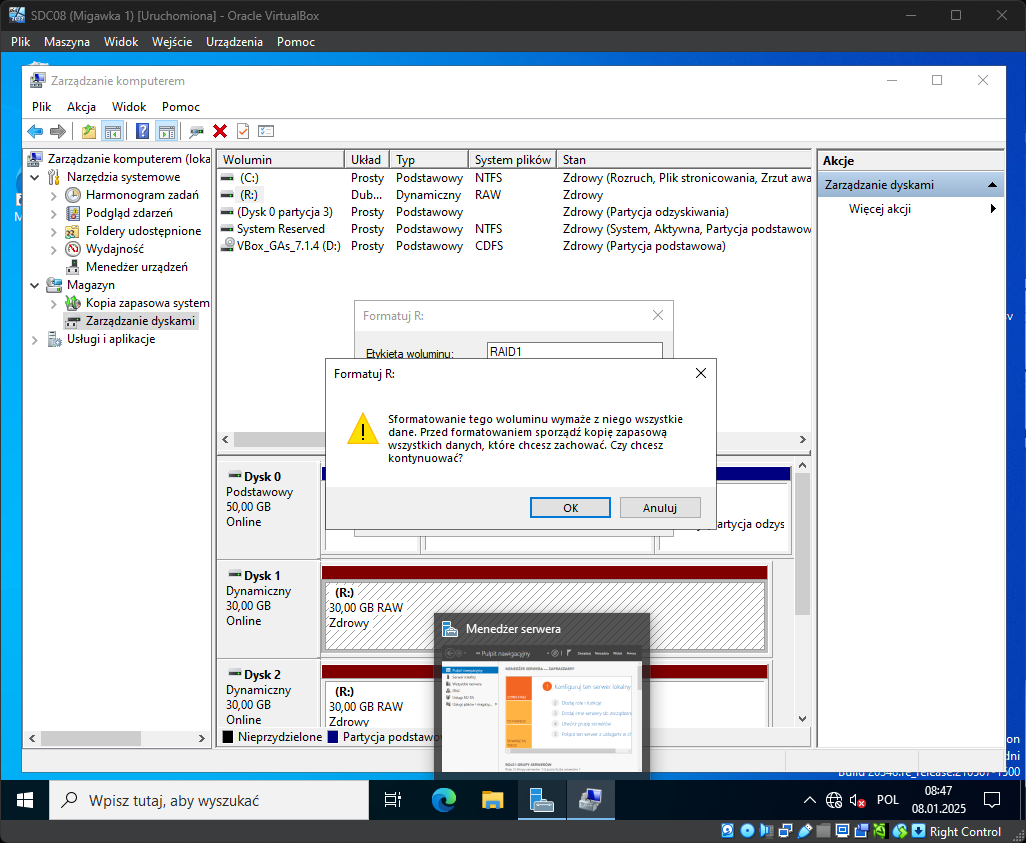 SDC08 (Migawka 1) [Uruchomiona] - Oracle VirtualBox
Plik Maszyna Widok Wejście Urządzenia Pomoc
Zarządzanie komputerem
Plik Akcja Widok Pomoc
Zarządzanie komputerem (loka
Narzędzia systemowe
Harmonogram zadań
Podgląd zdarzeń
Foldery udostępnione
Wydajność
Menedżer urządzeń
Magazyn
Kopia zapasowa system
Zarządzanie dyskami
Usługi i aplikacje
Wolumin Układ Typ System plików Stan
(C:) Prosty Podstawowy NTFS Zdrowy (Rozruch, Plik stronicowania, Zrzut awa
(R:) Dub... Dynamiczny RAW Zdrowy
(Dysk 0 partycja 3) Prosty Podstawowy Zdrowy (Partycja odzyskiwania)
System Reserved Prosty Podstawowy NTFS Zdrowy (System, Aktywna, Partycja podstawow
VBox_GAs_7.1.4 (D:) Prosty Podstawowy CDFS Zdrowy (Partycja podstawowa)
Akcje
Zarządzanie dyskami
Więcej akcji
Formatuj R:
Etykieta woluminu: RAID1
Formatuj R:
Sformatowanie tego woluminu wymaże z niego wszystkie
dane. Przed formatowaniem sporządź kopię zapasową
wszystkich danych, które chcesz zachować. Czy chcesz
kontynuować?
OK Anuluj
Dysk 0
Podstawowy
50,00 GB
Online
artycja odzys
Dysk 1
Dynamiczny
30,00 GB
Online
(R:)
30,00 GB RAW
Zdrowy
Dysk 2
Dynamiczny
30,00 GB
Online
(R:)
30,00 GB RAW
Zdrowy
Nieprzydzielone Partycja podstawo
Menedżer serwera
Pulpit nawigacyjny
Konfiguruj ten serwer lokalny
Wpisz tutaj, aby wyszukać
POL
08:47
08.01.2025
Right Control